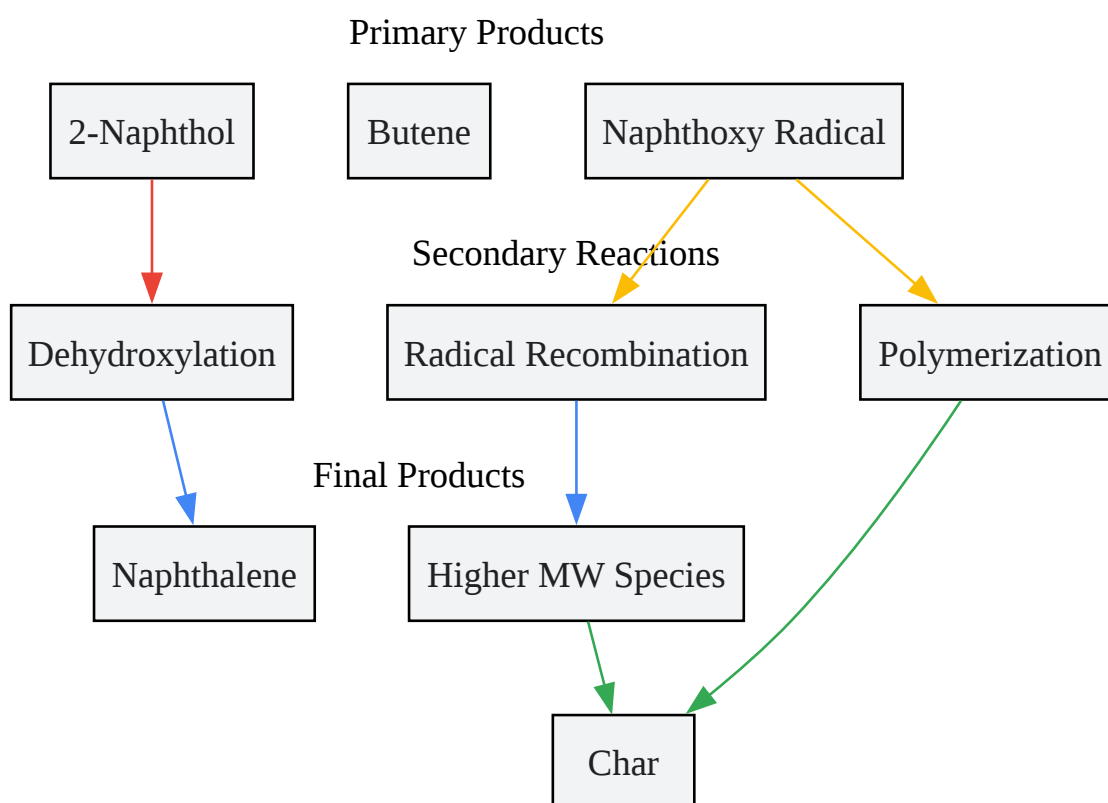 Primary Products
2-Naphthol
Butene
Naphthoxy Radical
Secondary Reactions
Dehydroxylation
Radical Recombination
Polymerization
Final Products
Naphthalene
Higher MW Species
Char